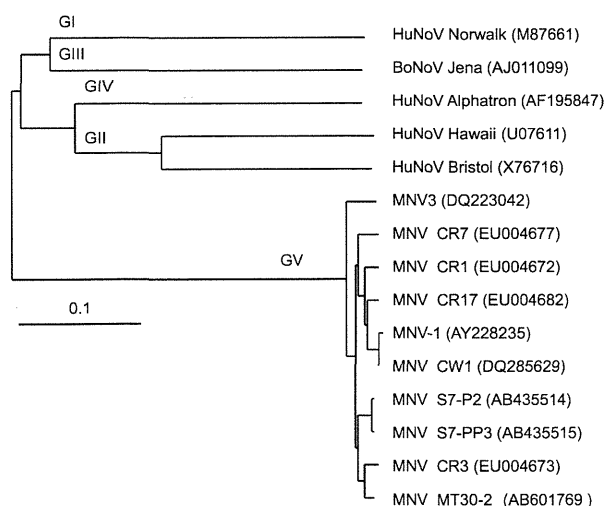 GI
HuNoV Norwalk (M87661)
GIII
BoNoV Jena (AJ011099)
GIV
HuNoV Alphatron (AF195847)
GII
HuNoV Hawaii (U07611)
HuNoV Bristol (X76716)
MNV3 (DQ223042)
MNV CR7 (EU004677)
GV
MNV CR1 (EU004672)
0.1
MNV CR17 (EU004682)
MNV-1 (AY228235)
MNV CW1 (DQ285629)
MNV S7-P2 (AB435514)
MNV S7-PP3 (AB435515)
MNV CR3 (EU004673)
MNV MT30-2 (AB601769 )